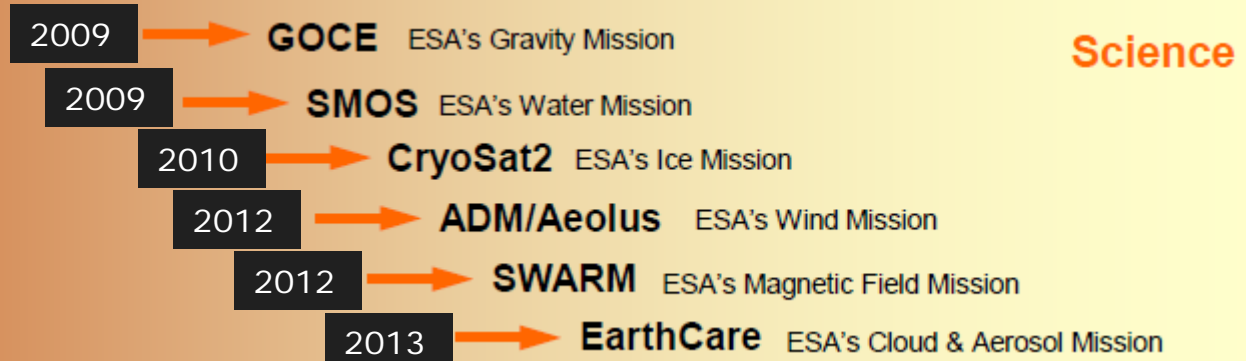 2009 GOCE ESA's Gravity Mission
Science
2009 SMOS ESA's Water Mission
2010 CryoSat2 ESA's Ice Mission
2012 ADM/Aeolus ESA's Wind Mission
2012 SWARM ESA's Magnetic Field Mission
2013 EarthCare ESA's Cloud & Aerosol Mission